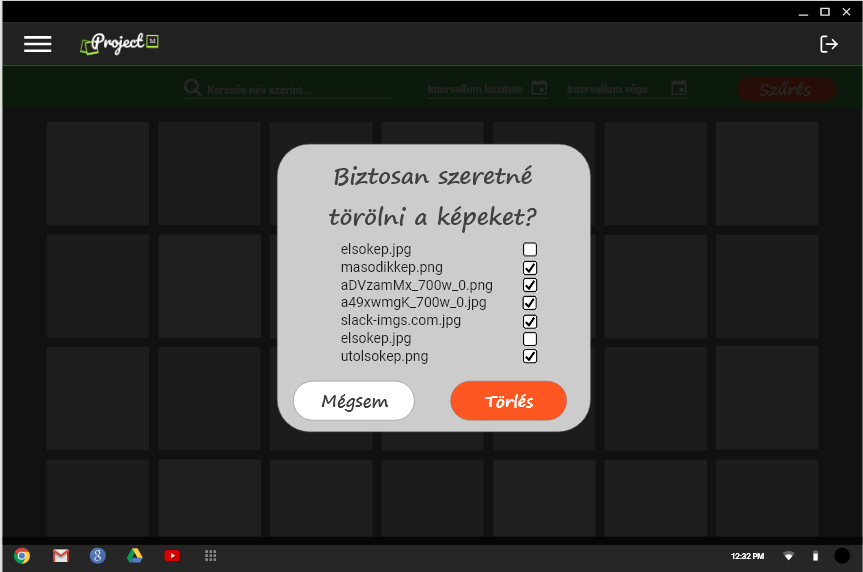 Project M
Keresés név szerint...
Intervallum kezdete
Intervallum vége
Szűrés
Biztosan szeretné
törölni a képeket?
elsokep.jpg
masodikkep.png
aDVzamMx_700w_0.png
a49xwmgK_700w_0.jpg
slack-imgs.com.jpg
elsokep.jpg
utolsokep.png
Mégsem
Törlés
12:32 PM